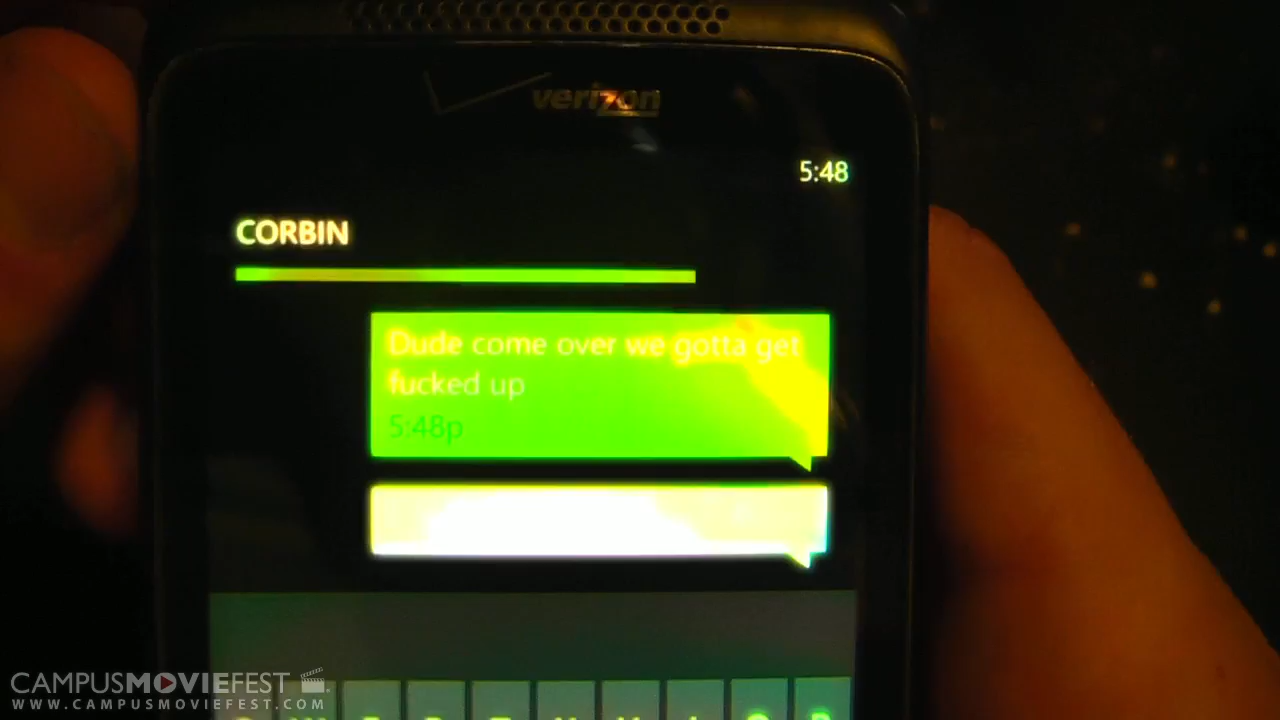 verizon
5:48
CORBIN
Dude come over we gotta get
fucked up
5:48p
CAMPUSMOVIEFEST
WWW.CAMPUSMOVIEFEST.COM